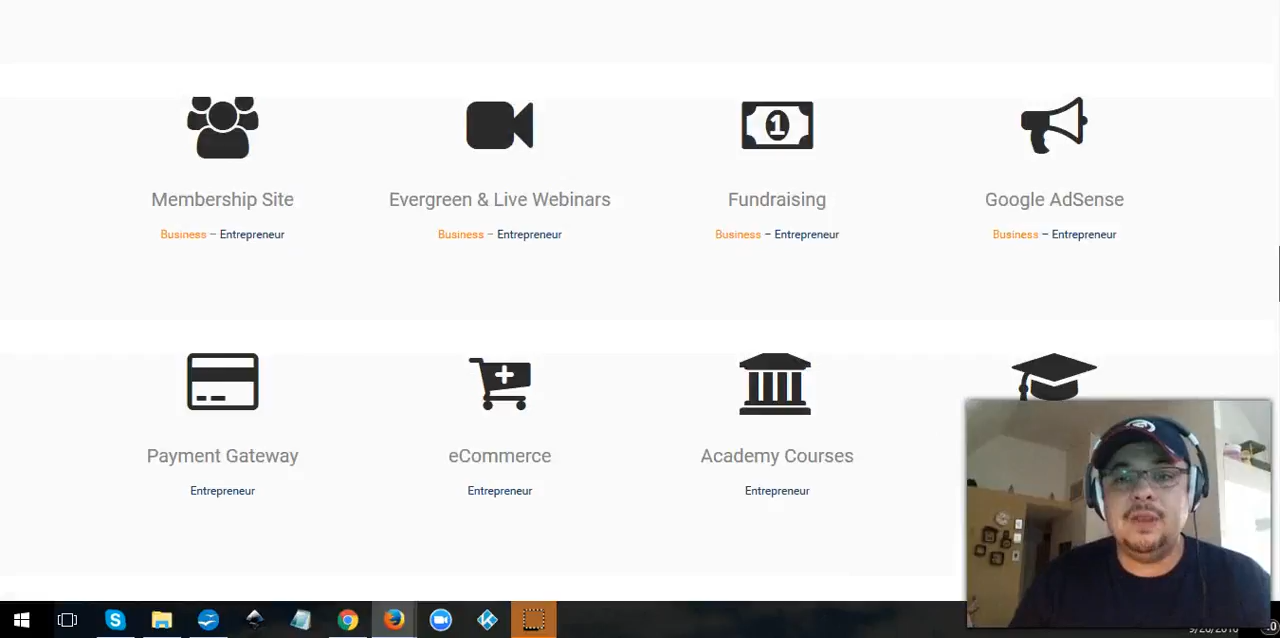 1
Membership Site
Evergreen & Live Webinars
Fundraising
Google AdSense
Business – Entrepreneur
Business – Entrepreneur
Business – Entrepreneur
Business – Entrepreneur
Payment Gateway
eCommerce
Academy Courses
Entrepreneur
Entrepreneur
Entrepreneur